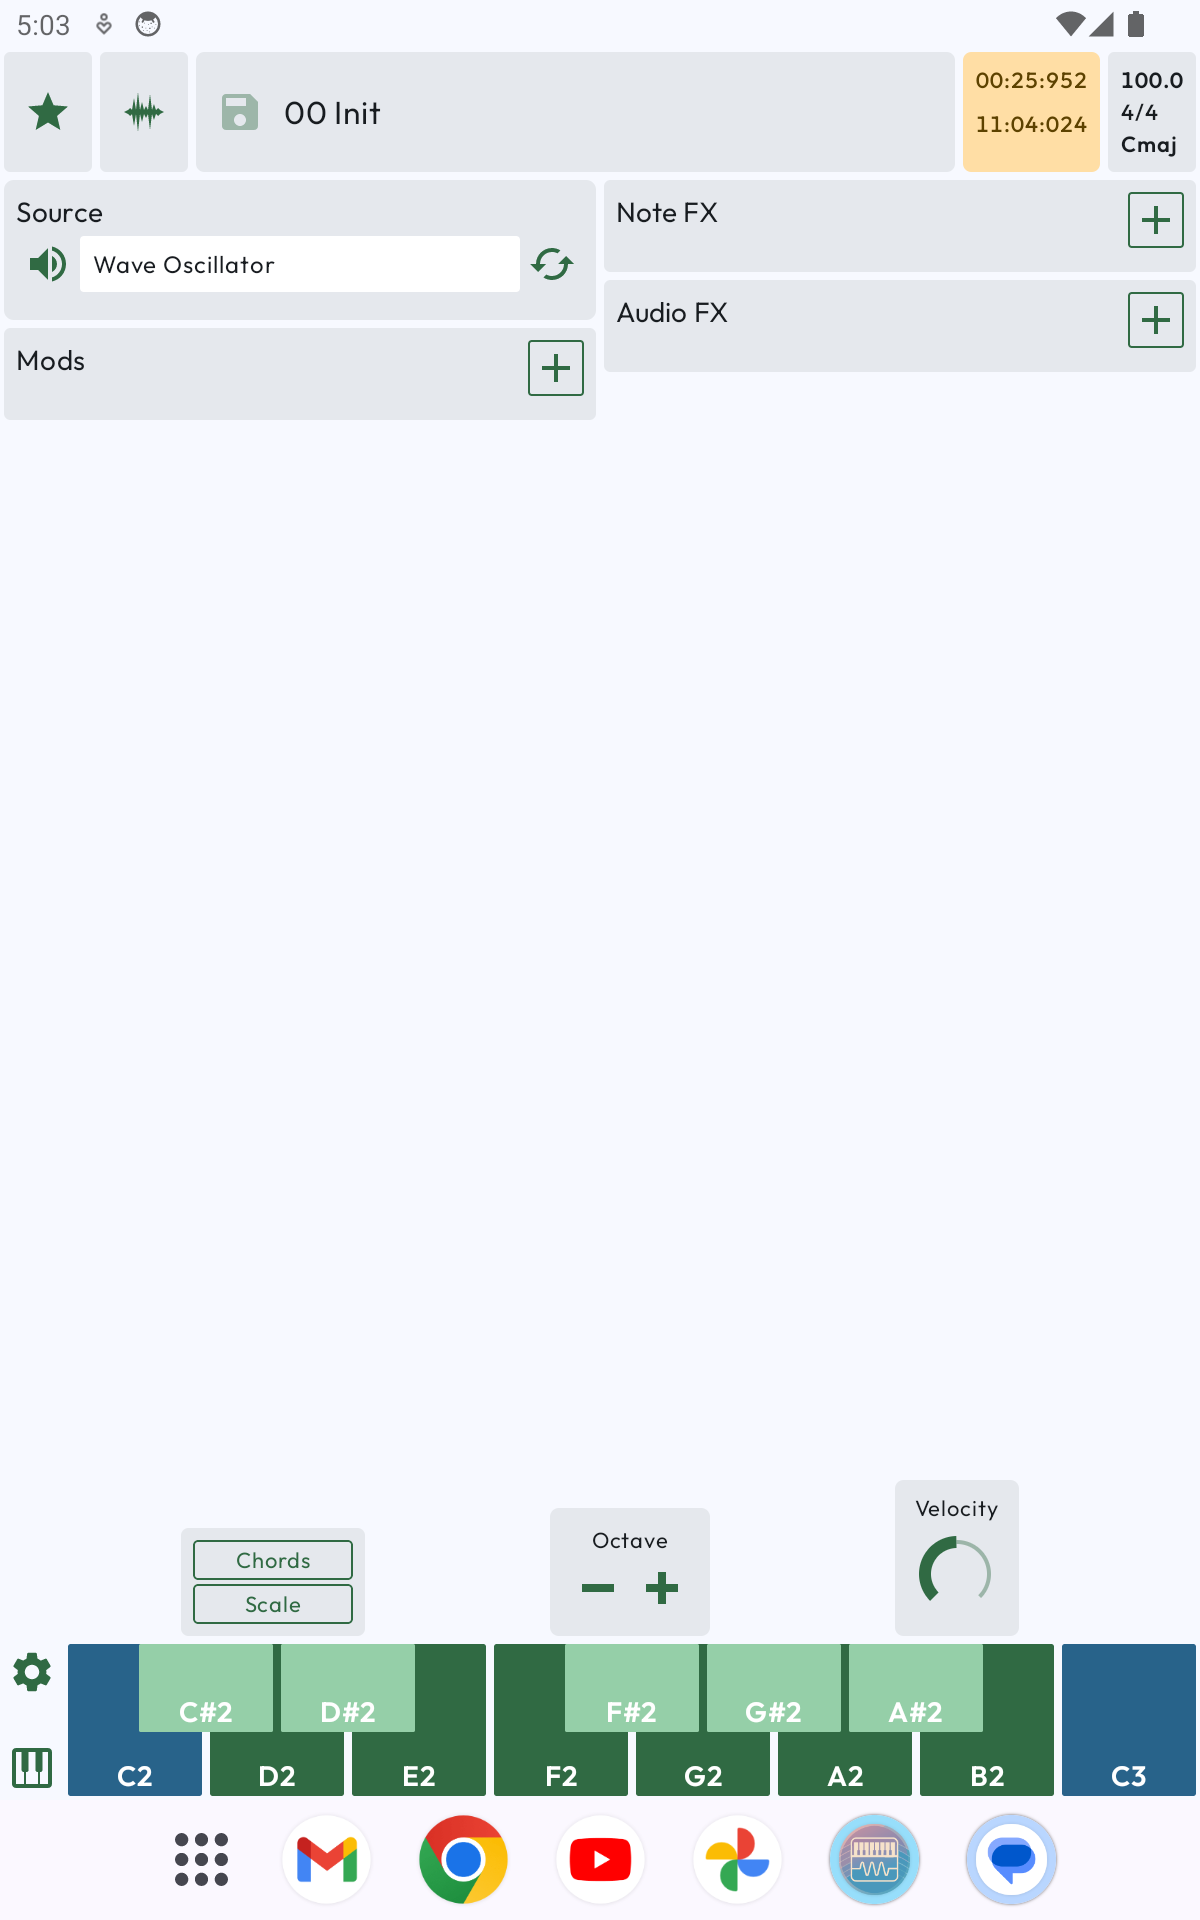 5:03
00 Init
00:25:952
11:04:024
100.0
4/4
Cmaj
Source
Wave Oscillator
Mods
Note FX
Audio FX
Chords
Scale
Octave
Velocity
C#2
D#2
F#2
G#2
A#2
C2
D2
E2
F2
G2
A2
B2
C3